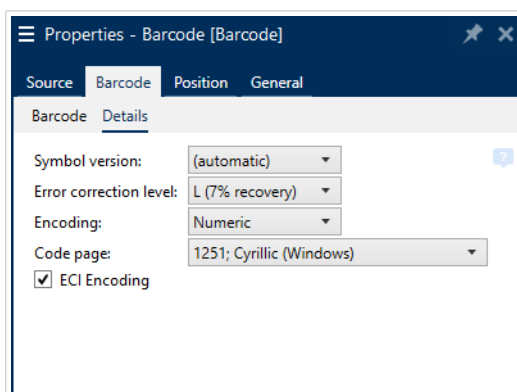 Properties - Barcode [Barcode]
Source Barcode Position General
Barcode Details
Symbol version: (automatic)
?
Error correction level: L (7% recovery)
Encoding: Numeric
Code page: 1251; Cyrillic (Windows)
ECI Encoding